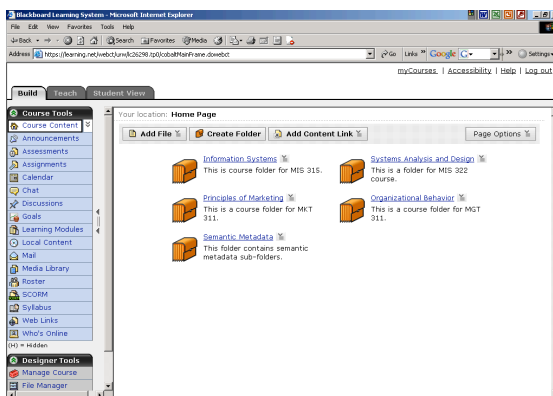 Blackboard Learning System - Microsoft Internet Explorer
File Edit View Favorites Tools Help
Back Search Favorites Media
Address https://learning.net/webct/urw/lc26298.tp0/cobaltMainFrame.dowebct Go Links Google Settings
myCourses | Accessibility | Help | Log out
Build Teach Student View
Course Tools
Course Content
Announcements
Assessments
Assignments
Calendar
Chat
Discussions
Goals
Learning Modules
Local Content
Mail
Media Library
Roster
SCORM
Syllabus
Web Links
Who's Online
(H) = Hidden
Designer Tools
Manage Course
File Manager
Your location: Home Page
Add File Create Folder Add Content Link Page Options
Information Systems
This is course folder for MIS 315.
Systems Analysis and Design
This is a folder for MIS 322
course.
Principles of Marketing
This is a course folder for MKT
311.
Organizational Behavior
This is a course folder for MGT
311.
Semantic Metadata
This folder contains semantic
metadata sub-folders.